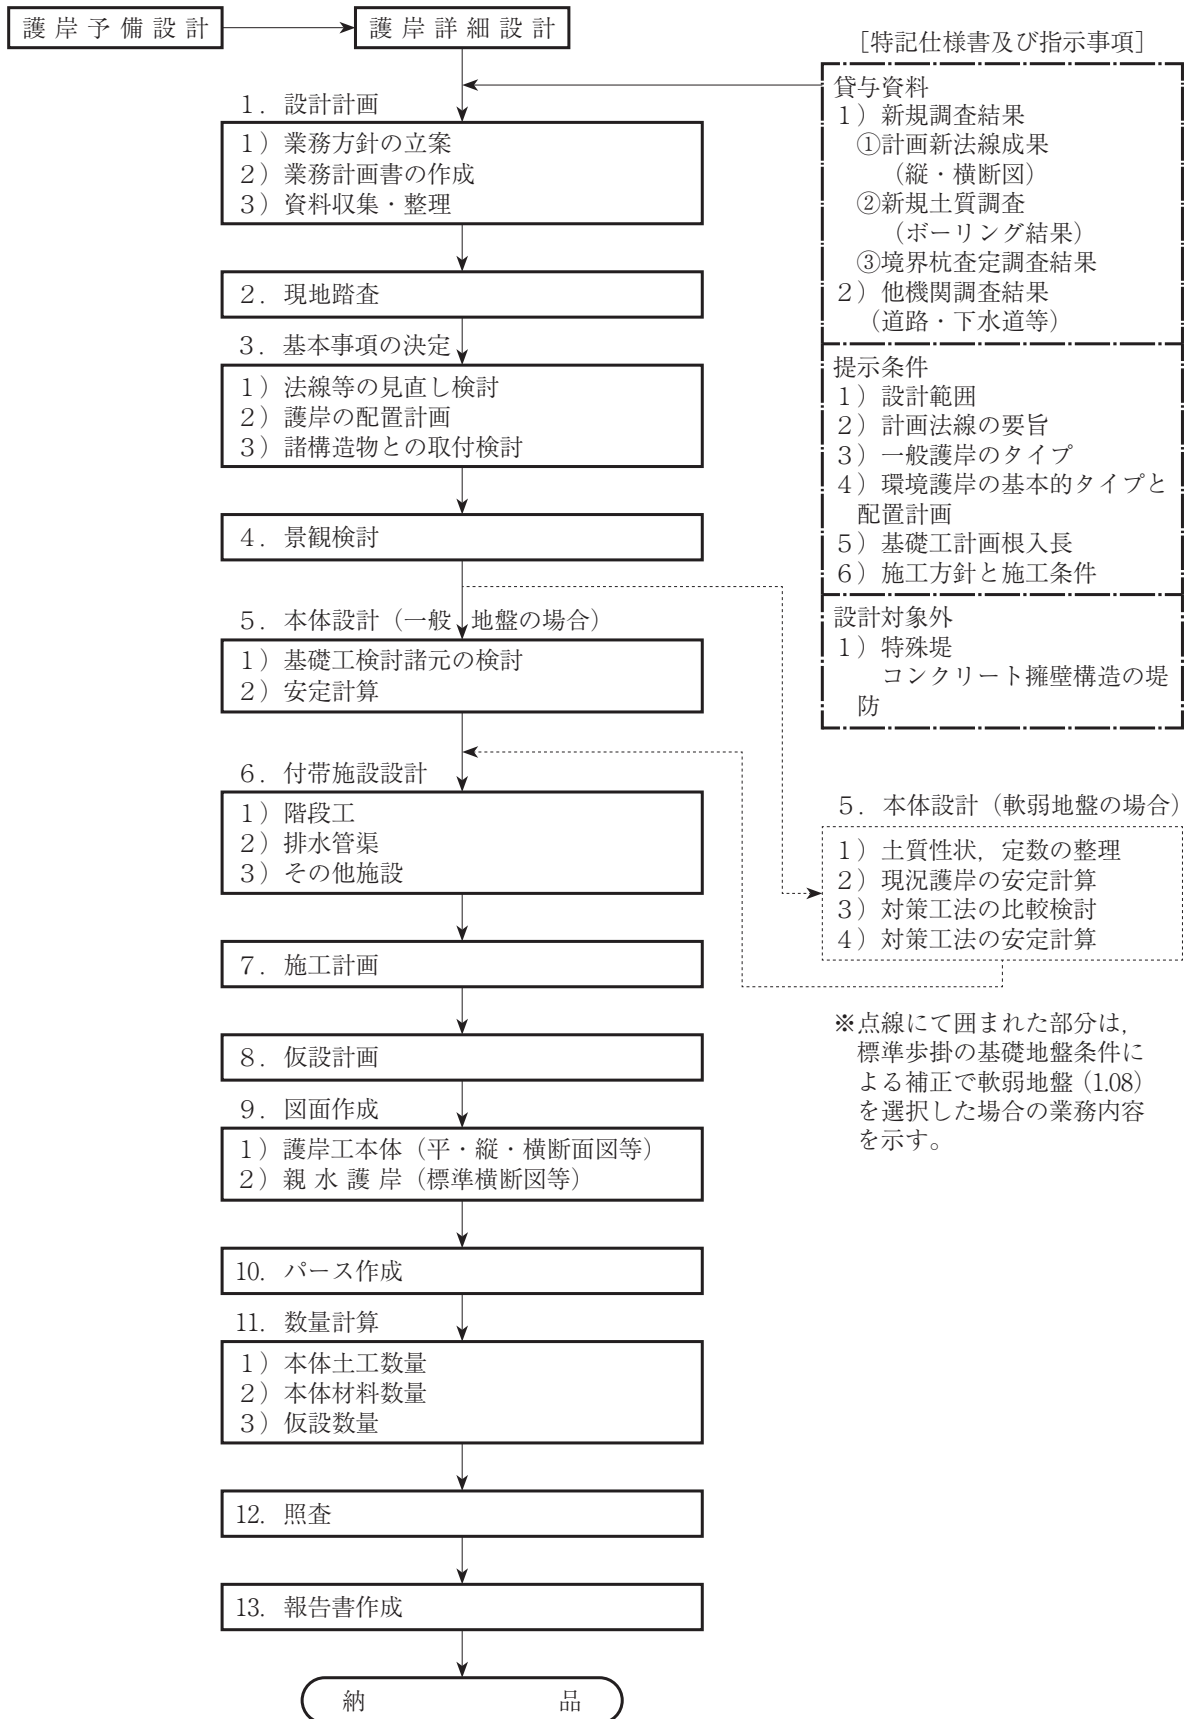 護岸予備設計
護岸詳細設計
［特記仕様書及び指示事項］
貸与資料
１）新規調査結果
①計画新法線成果
（縦・横断図）
②新規土質調査
（ボーリング結果）
③境界杭査定調査結果
２）他機関調査結果
（道路・下水道等）
提示条件
１）設計範囲
２）計画法線の要旨
３）一般護岸のタイプ
４）環境護岸の基本的タイプと
配置計画
５）基礎工計画根入長
６）施工方針と施工条件
設計対象外
１）特殊堤
コンクリート擁壁構造の堤
防
１．設計計画
１）業務方針の立案
２）業務計画書の作成
３）資料収集・整理
２．現地踏査
３．基本事項の決定
１）法線等の見直し検討
２）護岸の配置計画
３）諸構造物との取付検討
４．景観検討
５．本体設計（一般地盤の場合）
１）基礎工検討諸元の検討
２）安定計算
５．本体設計（軟弱地盤の場合）
１）土質性状，定数の整理
２）現況護岸の安定計算
３）対策工法の比較検討
４）対策工法の安定計算
※点線にて囲まれた部分は，
標準歩掛の基礎地盤条件に
よる補正で軟弱地盤（1.08）
を選択した場合の業務内容
を示す。
６．付帯施設設計
１）階段工
２）排水管渠
３）その他施設
７．施工計画
８．仮設計画
９．図面作成
１）護岸工本体（平・縦・横断面図等）
２）親水護岸（標準横断図等）
10．パース作成
11．数量計算
１）本体土工数量
２）本体材料数量
３）仮設数量
12．照査
13．報告書作成
納品